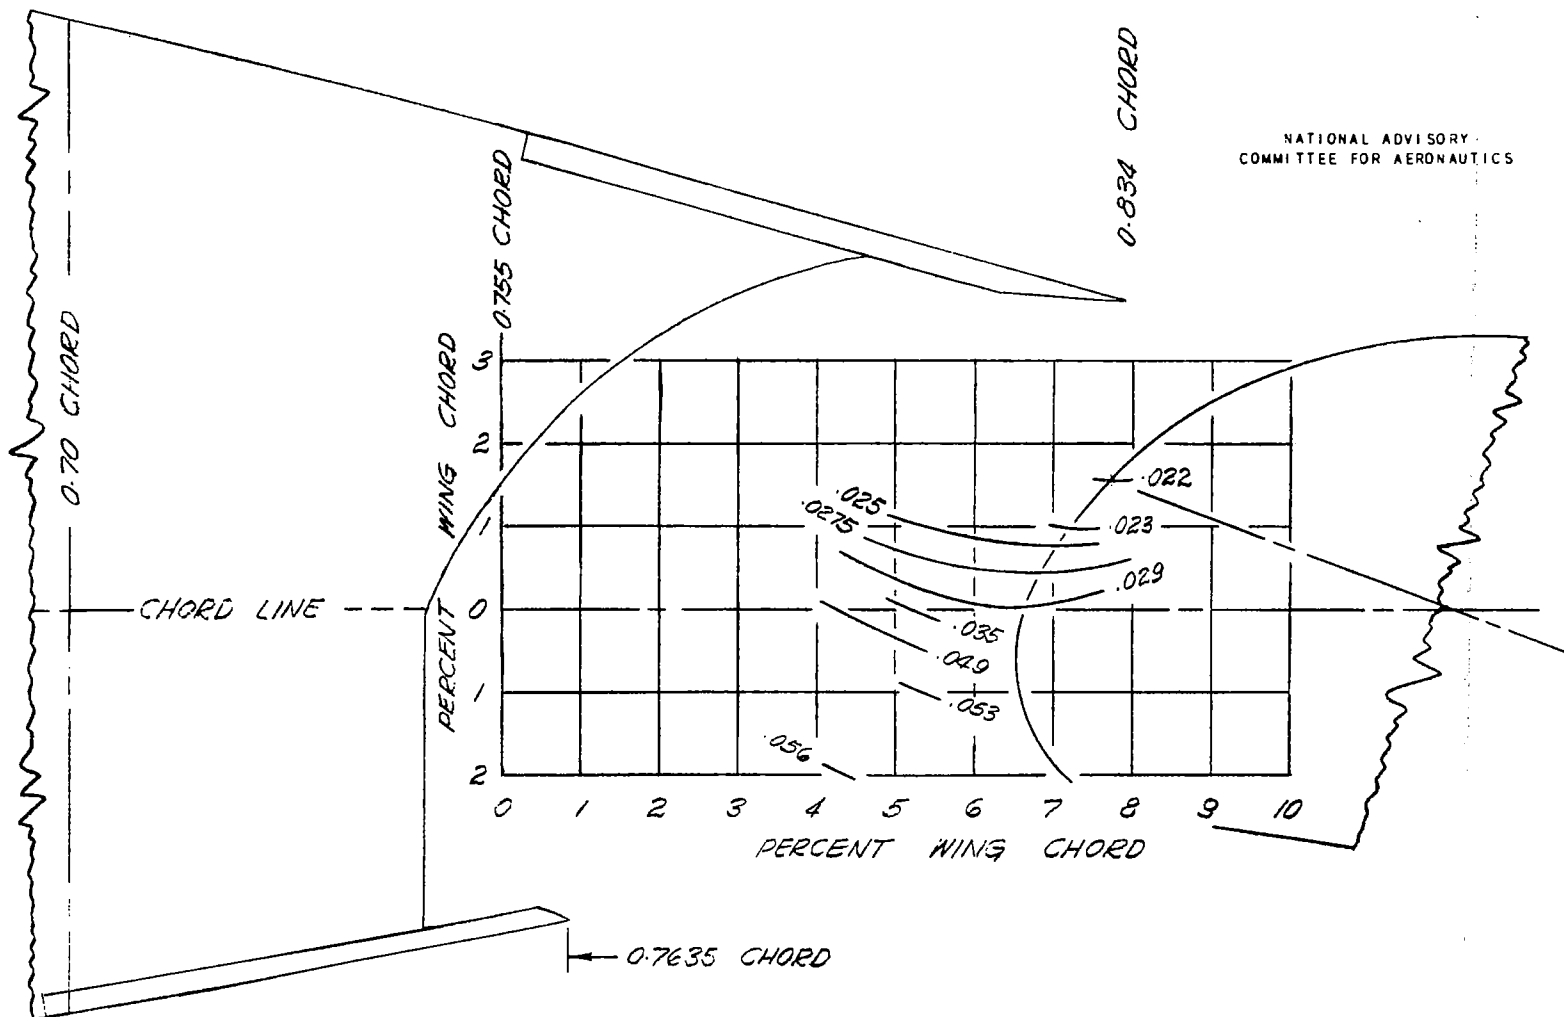 NATIONAL ADVISORY
COMMITTEE FOR AERONAUTICS
0.834 CHORD
0.755 CHORD
0.70 CHORD
PERCENT WING CHORD
3
2
1
0
1
2
CHORD LINE
.022
.025
.0275
.023
.029
.035
.049
.053
.056
0 1 2 3 4 5 6 7 8 9 10
PERCENT WING CHORD
0.7635 CHORD